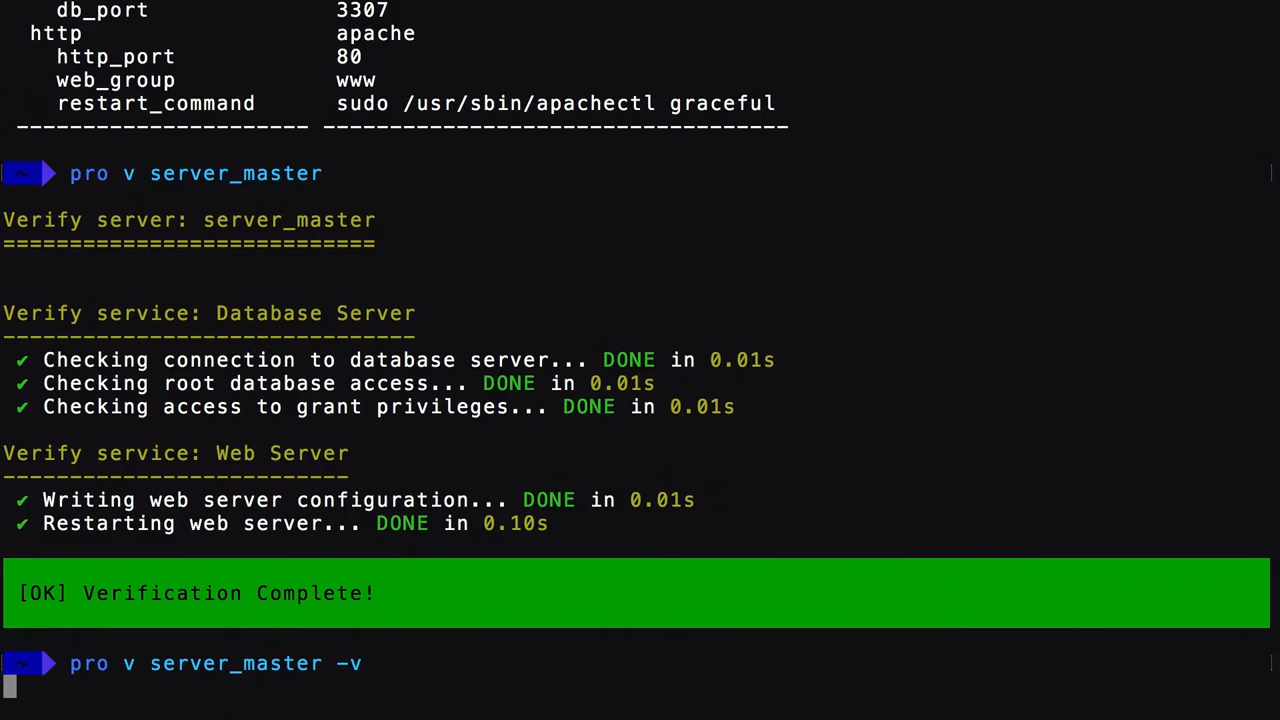 db_port 3307
http apache
http_port 80
web_group www
restart_command sudo /usr/sbin/apachectl graceful
---------------------- -----------------------------------
~ pro v server_master
Verify server: server_master
============================
Verify service: Database Server
-------------------------------
✔ Checking connection to database server... DONE in 0.01s
✔ Checking root database access... DONE in 0.01s
✔ Checking access to grant privileges... DONE in 0.01s
Verify service: Web Server
--------------------------
✔ Writing web server configuration... DONE in 0.01s
✔ Restarting web server... DONE in 0.10s
[OK] Verification Complete!
~ pro v server_master -v